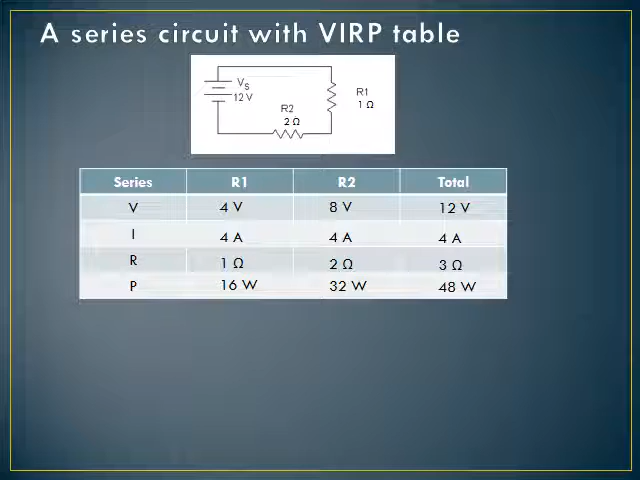 A series circuit with VIRP table
VS
12 V
R1
1 Ω
R2
2 Ω
Series R1 R2 Total
V 4 V 8 V 12 V
I 4 A 4 A 4 A
R 1 Ω 2 Ω 3 Ω
P 16 W 32 W 48 W